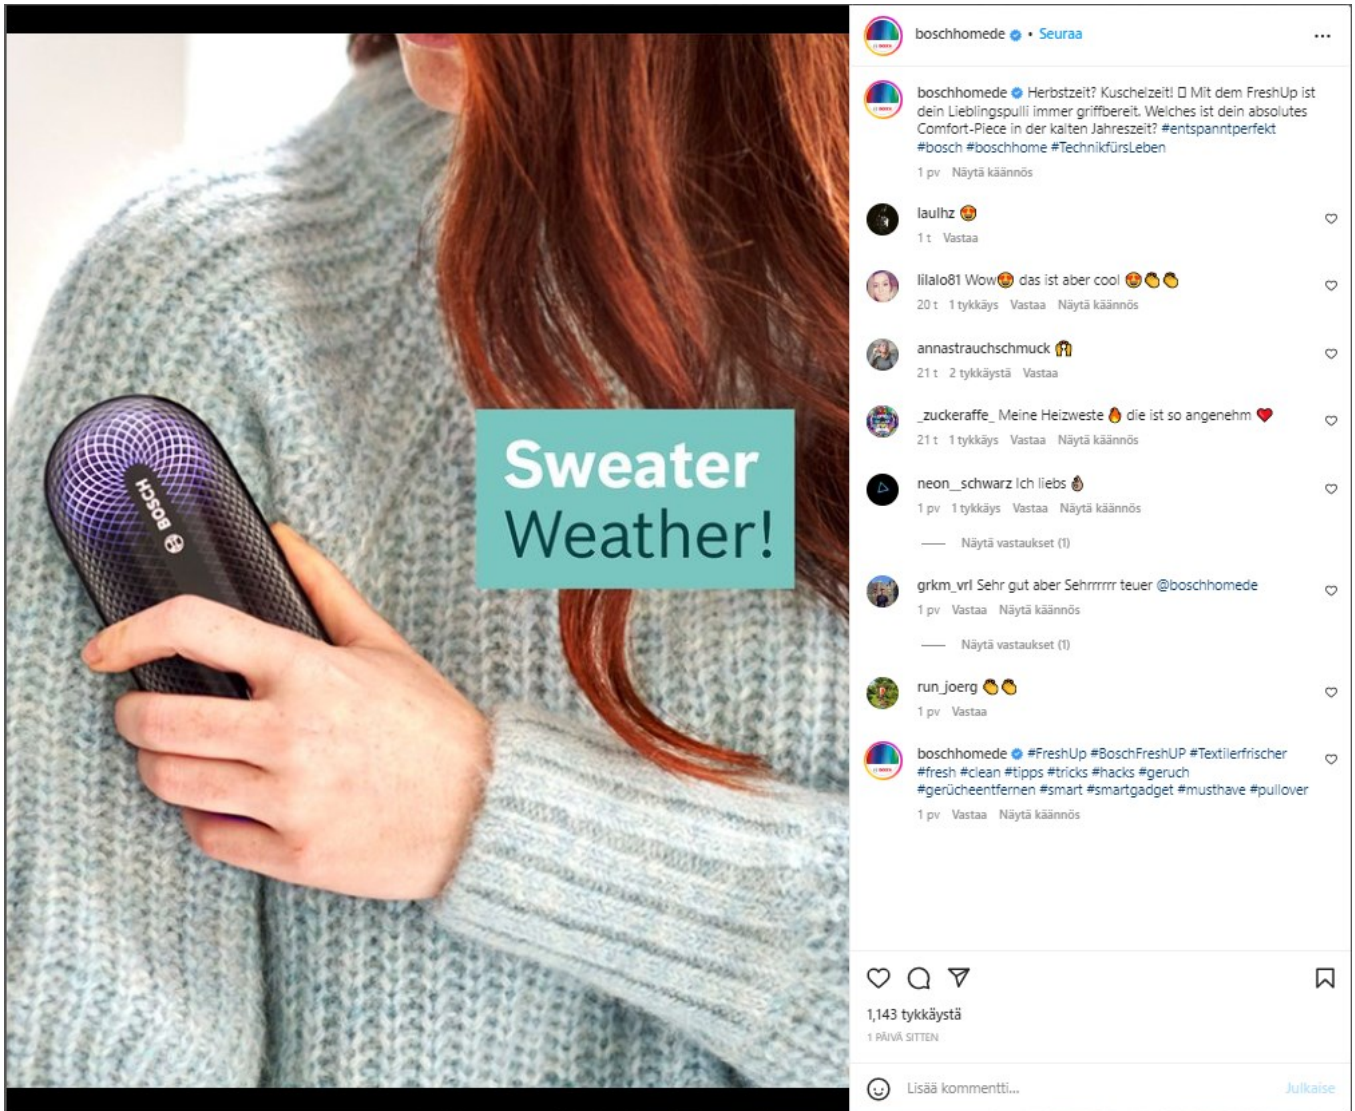 BOSCH
Sweater
Weather!
boschhomede • Seuraa
boschhomede Herbstzeit? Kuschelzeit! Mit dem FreshUp ist
dein Lieblingspulli immer griffbereit. Welches ist dein absolutes
Comfort-Piece in der kalten Jahreszeit? #entspanntperfekt
#bosch #boschhome #TechnikfürsLeben
1 pv Näytä käännös
laulhz 😍
1 t Vastaa
lilalo81 Wow😍 das ist aber cool 😍👏👏
20 t 1 tykkäys Vastaa Näytä käännös
annastrauchschmuck 🙌
21 t 2 tykkäystä Vastaa
_zuckeraffe_ Meine Heizweste 🔥 die ist so angenehm ❤️
21 t 1 tykkäys Vastaa Näytä käännös
neon__schwarz Ich liebs 👌🏽
1 pv 1 tykkäys Vastaa Näytä käännös
Näytä vastaukset (1)
grkm_vrl Sehr gut aber Sehrrrrrr teuer @boschhomede
1 pv Vastaa Näytä käännös
Näytä vastaukset (1)
run_joerg 👏👏
1 pv Vastaa
boschhomede #FreshUp #BoschFreshUP #Textilerfrischer
#fresh #clean #tipps #tricks #hacks #geruch
#gerücheentfernen #smart #smartgadget #musthave #pullover
1 pv Vastaa Näytä käännös
1,143 tykkäystä
1 PÄIVÄ SITTEN
Lisää kommentti...
Julkaise